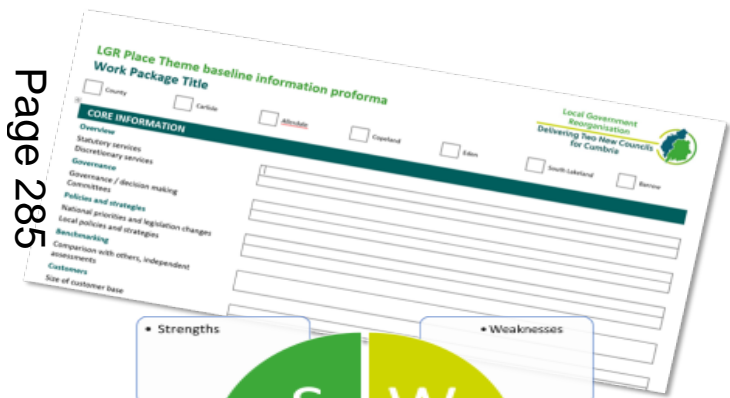 Page 285
LGR Place Theme baseline information proforma
Work Package Title
County
Carlisle
Allerdale
Copeland
Eden
South Lakeland
Barrow
Local Government
Reorganisation
Delivering Two New Councils
for Cumbria
CORE INFORMATION
Overview
Statutory services
Discretionary services
Governance
Governance / decision making
Committees
Policies and strategies
National priorities and legislation changes
Local policies and strategies
Benchmarking
Comparison with others, independent
assessments
Customers
Size of customer base
• Strengths
• Weaknesses
S
W